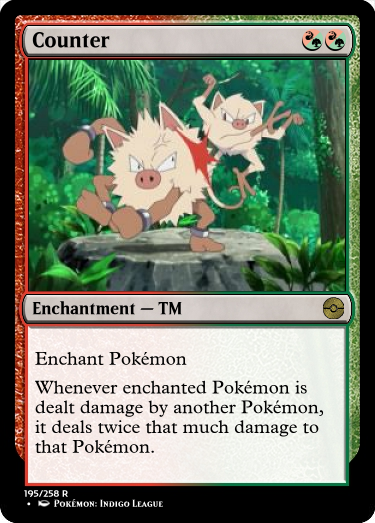 Counter
Enchantment — TM
Enchant Pokémon
Whenever enchanted Pokémon is
dealt damage by another Pokémon,
it deals twice that much damage to
that Pokémon.
195/258 R
• Pokémon: Indigo League